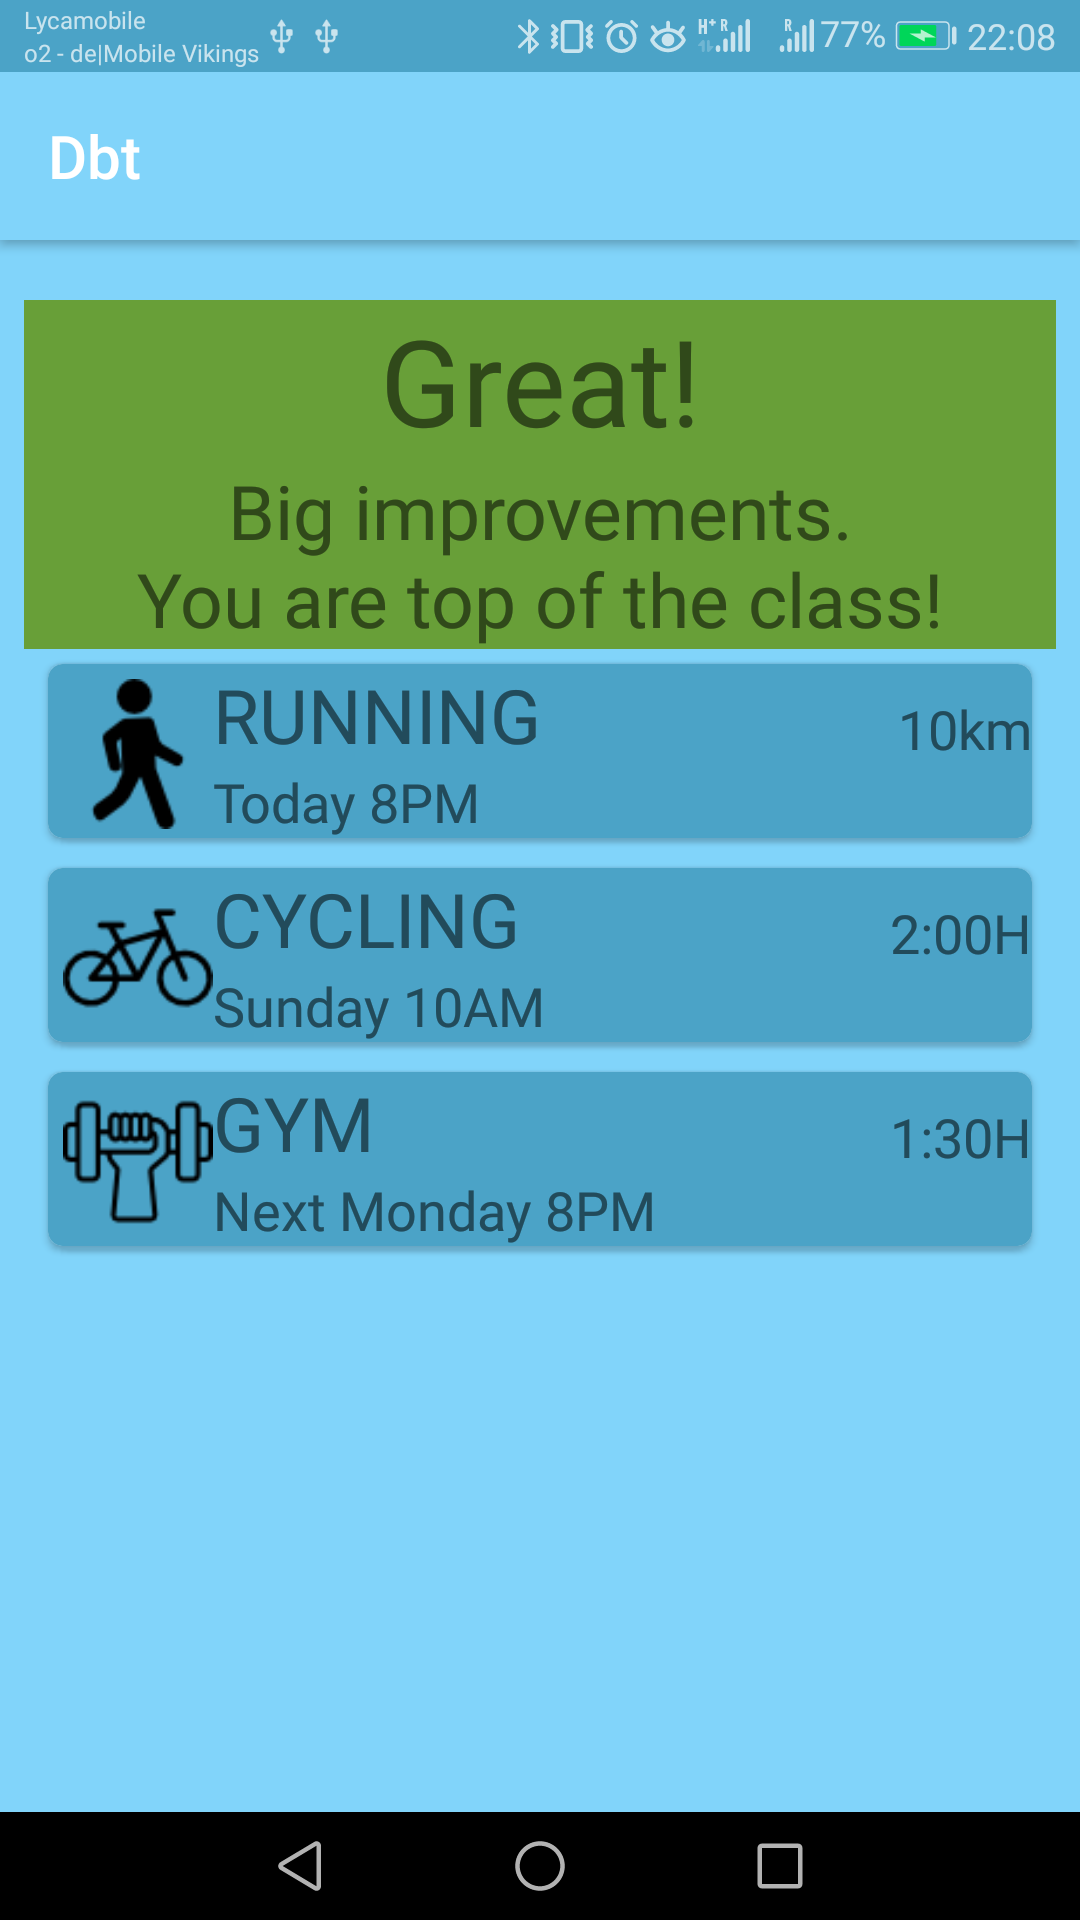 Lycamobile
o2 - de|Mobile Vikings
H+ R R 77% 22:08
Dbt
Great!
Big improvements.
You are top of the class!
RUNNING 10km
Today 8PM
CYCLING 2:00H
Sunday 10AM
GYM 1:30H
Next Monday 8PM